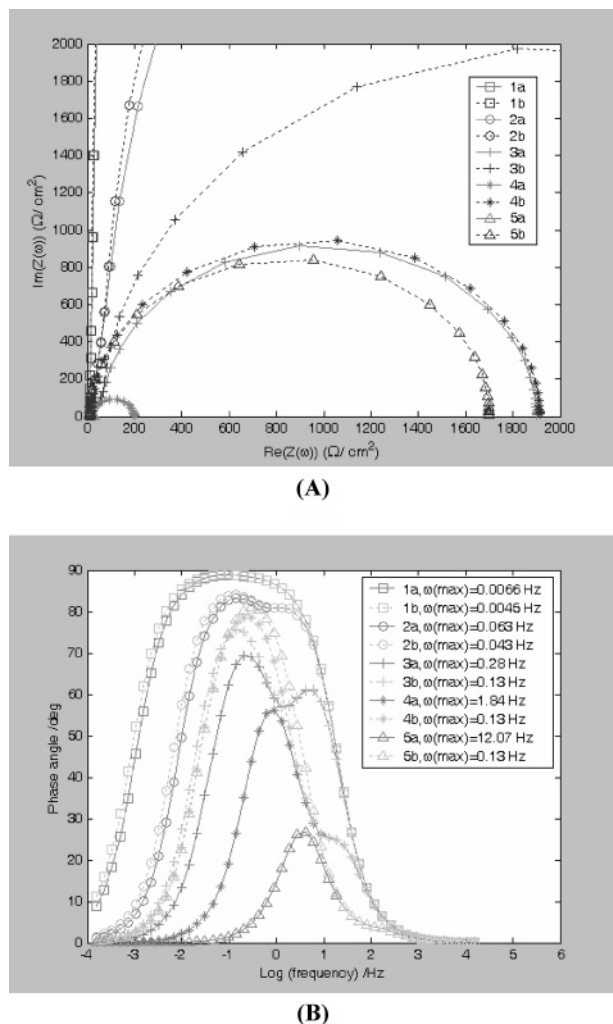 2000
1800
1600
1400
1200
1000
800
600
400
200
0
Im(Z(ω)) (Ω/ cm²)
1a
1b
2a
2b
3a
3b
4a
4b
5a
5b
0 200 400 600 800 1000 1200 1400 1600 1800 2000
Re(Z(ω)) (Ω/ cm²)
(A)
90
80
70
60
50
40
30
20
10
0
Phase angle /deg
1a, ω(max)=0.0066 Hz
1b, ω(max)=0.0045 Hz
2a, ω(max)=0.063 Hz
2b, ω(max)=0.043 Hz
3a, ω(max)=0.28 Hz
3b, ω(max)=0.13 Hz
4a, ω(max)=1.84 Hz
4b, ω(max)=0.13 Hz
5a, ω(max)=12.07 Hz
5b, ω(max)=0.13 Hz
-4 -3 -2 -1 0 1 2 3 4 5 6
Log (frequency) /Hz
(B)